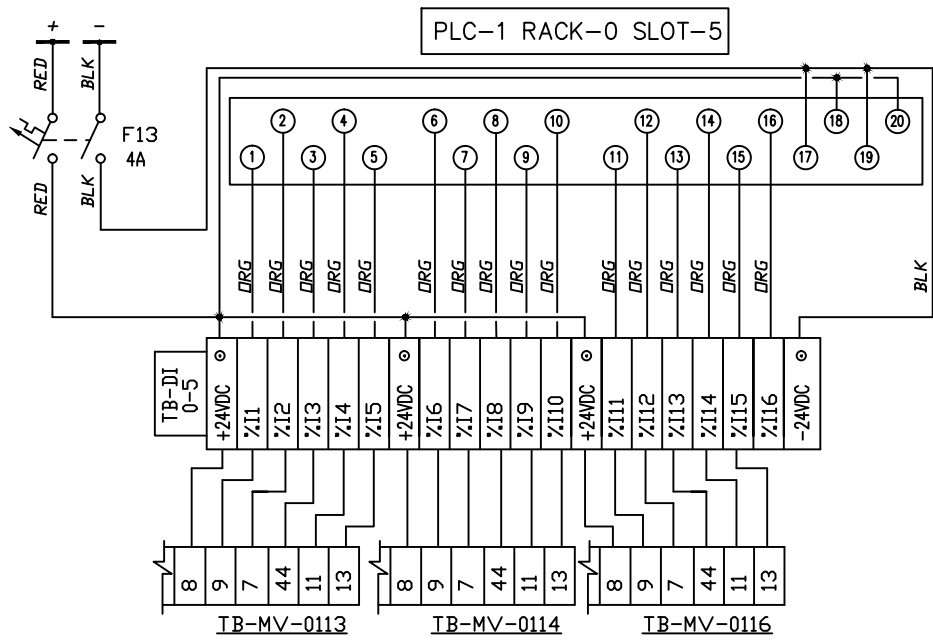 PLC-1 RACK-0 SLOT-5
+ -
RED BLK
F13
4A
RED BLK
2 4 6 8 10 12 14 16 18 20
1 3 5 7 9 11 13 15 17 19
ORG ORG ORG ORG ORG ORG ORG ORG ORG ORG ORG ORG ORG ORG ORG ORG BLK
TB-DI
0-5
+24VDC %I1 %I2 %I3 %I4 %I5 +24VDC %I6 %I7 %I8 %I9 %I10 +24VDC %I11 %I12 %I13 %I14 %I15 %I16 -24VDC
8 9 7 44 11 13 8 9 7 44 11 13 8 9 7 44 11 13
TB-MV-0113 TB-MV-0114 TB-MV-0116